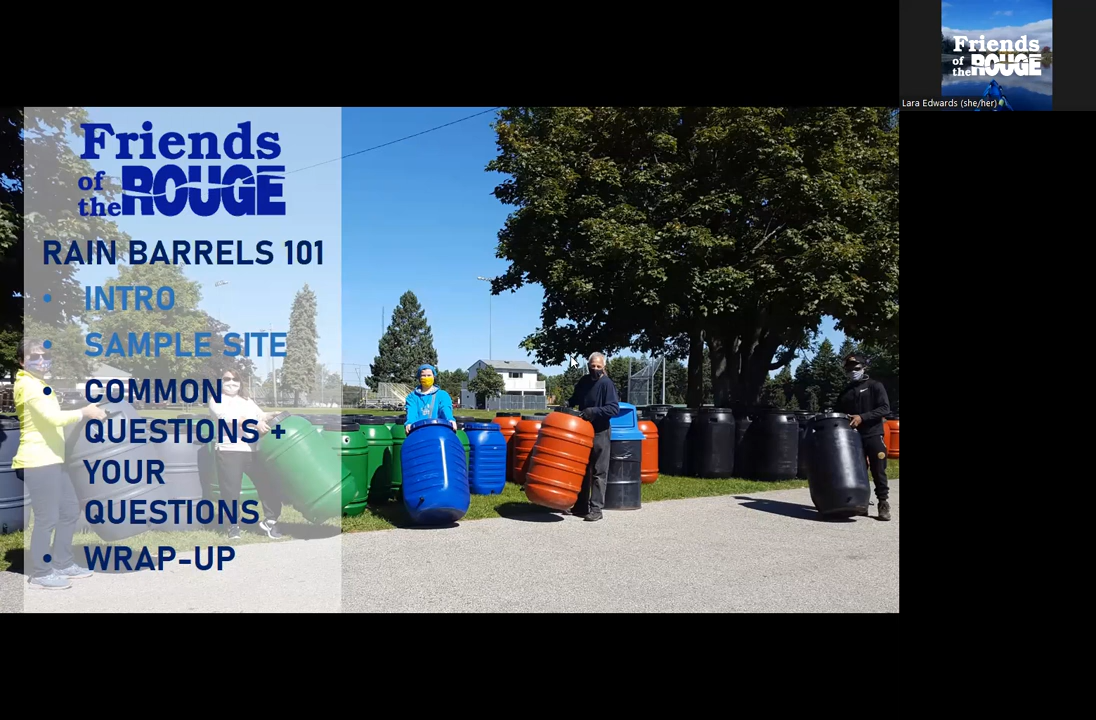 Friends
of
the ROUGE
RAIN BARRELS 101
• INTRO
• SAMPLE SITE
• COMMON
QUESTIONS +
YOUR
QUESTIONS
• WRAP-UP
Friends
of
the ROUGE
Lara Edwards (she/her)